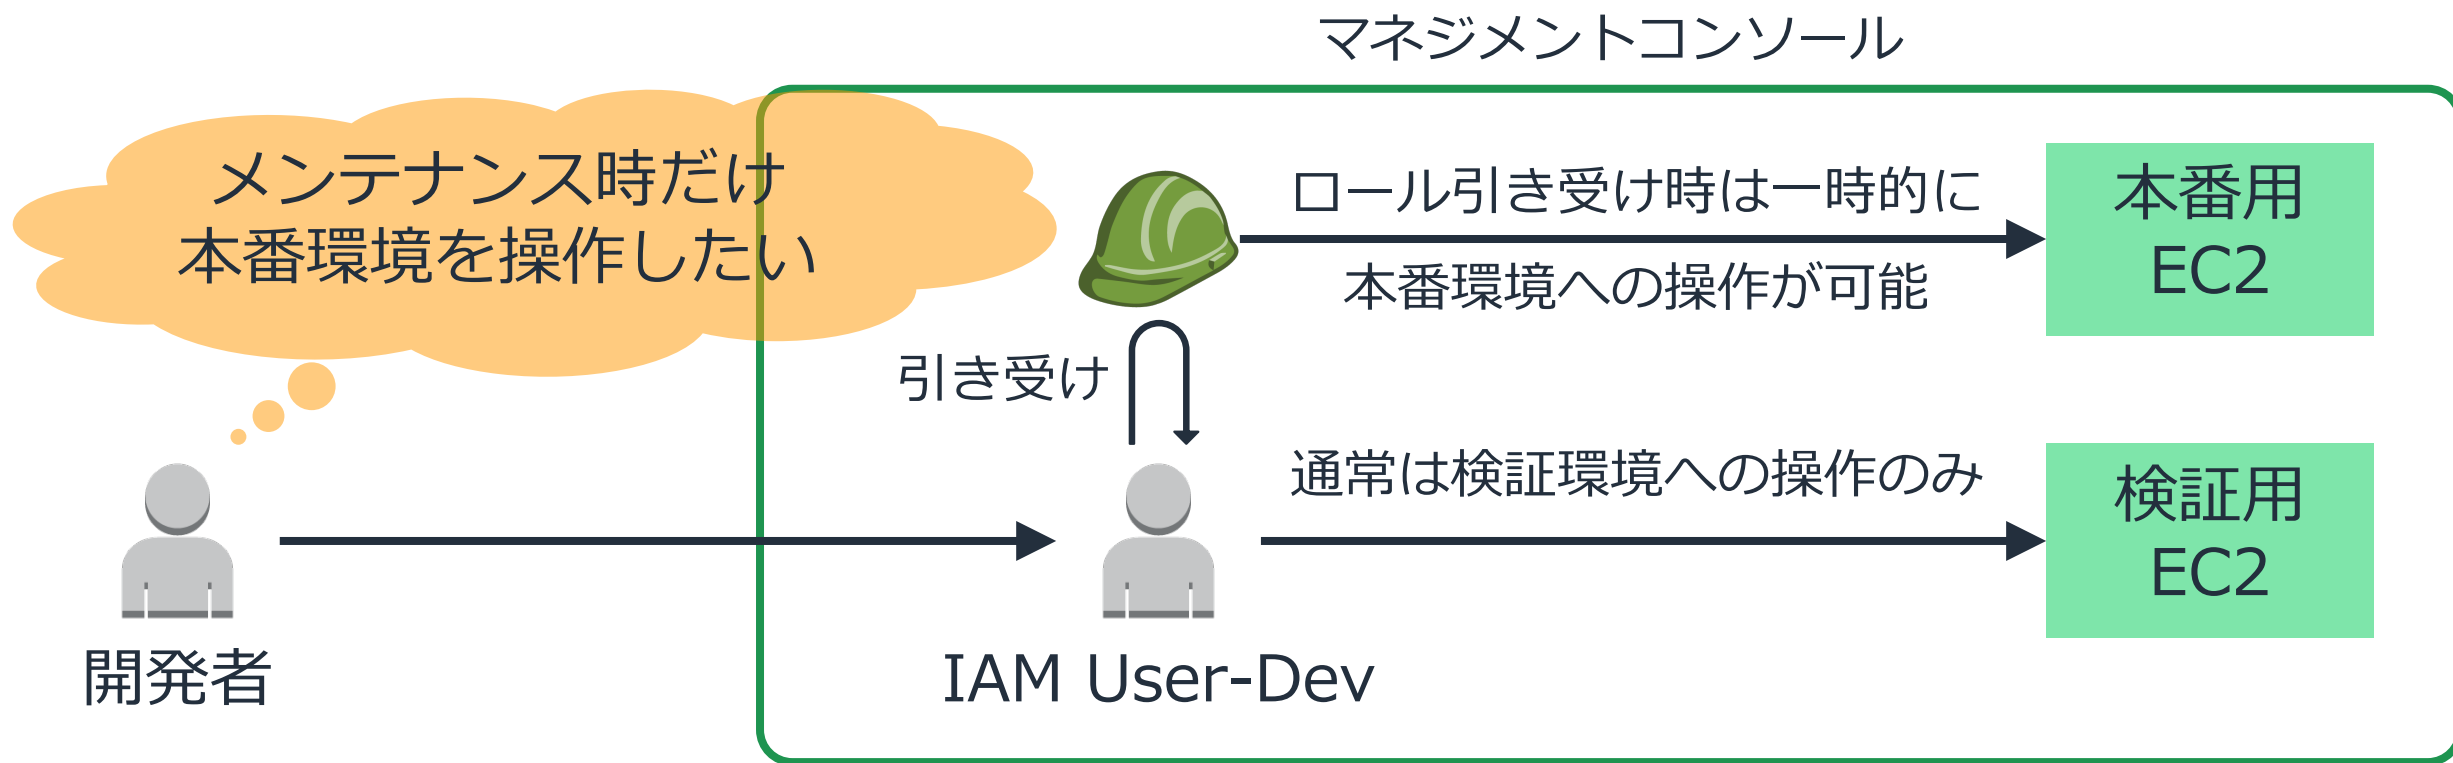 マネジメントコンソール
メンテナンス時だけ
本番環境を操作したい
ロール引き受け時は一時的に
本番環境への操作が可能
本番用
EC2
引き受け
通常は検証環境への操作のみ
検証用
EC2
開発者
IAM User-Dev